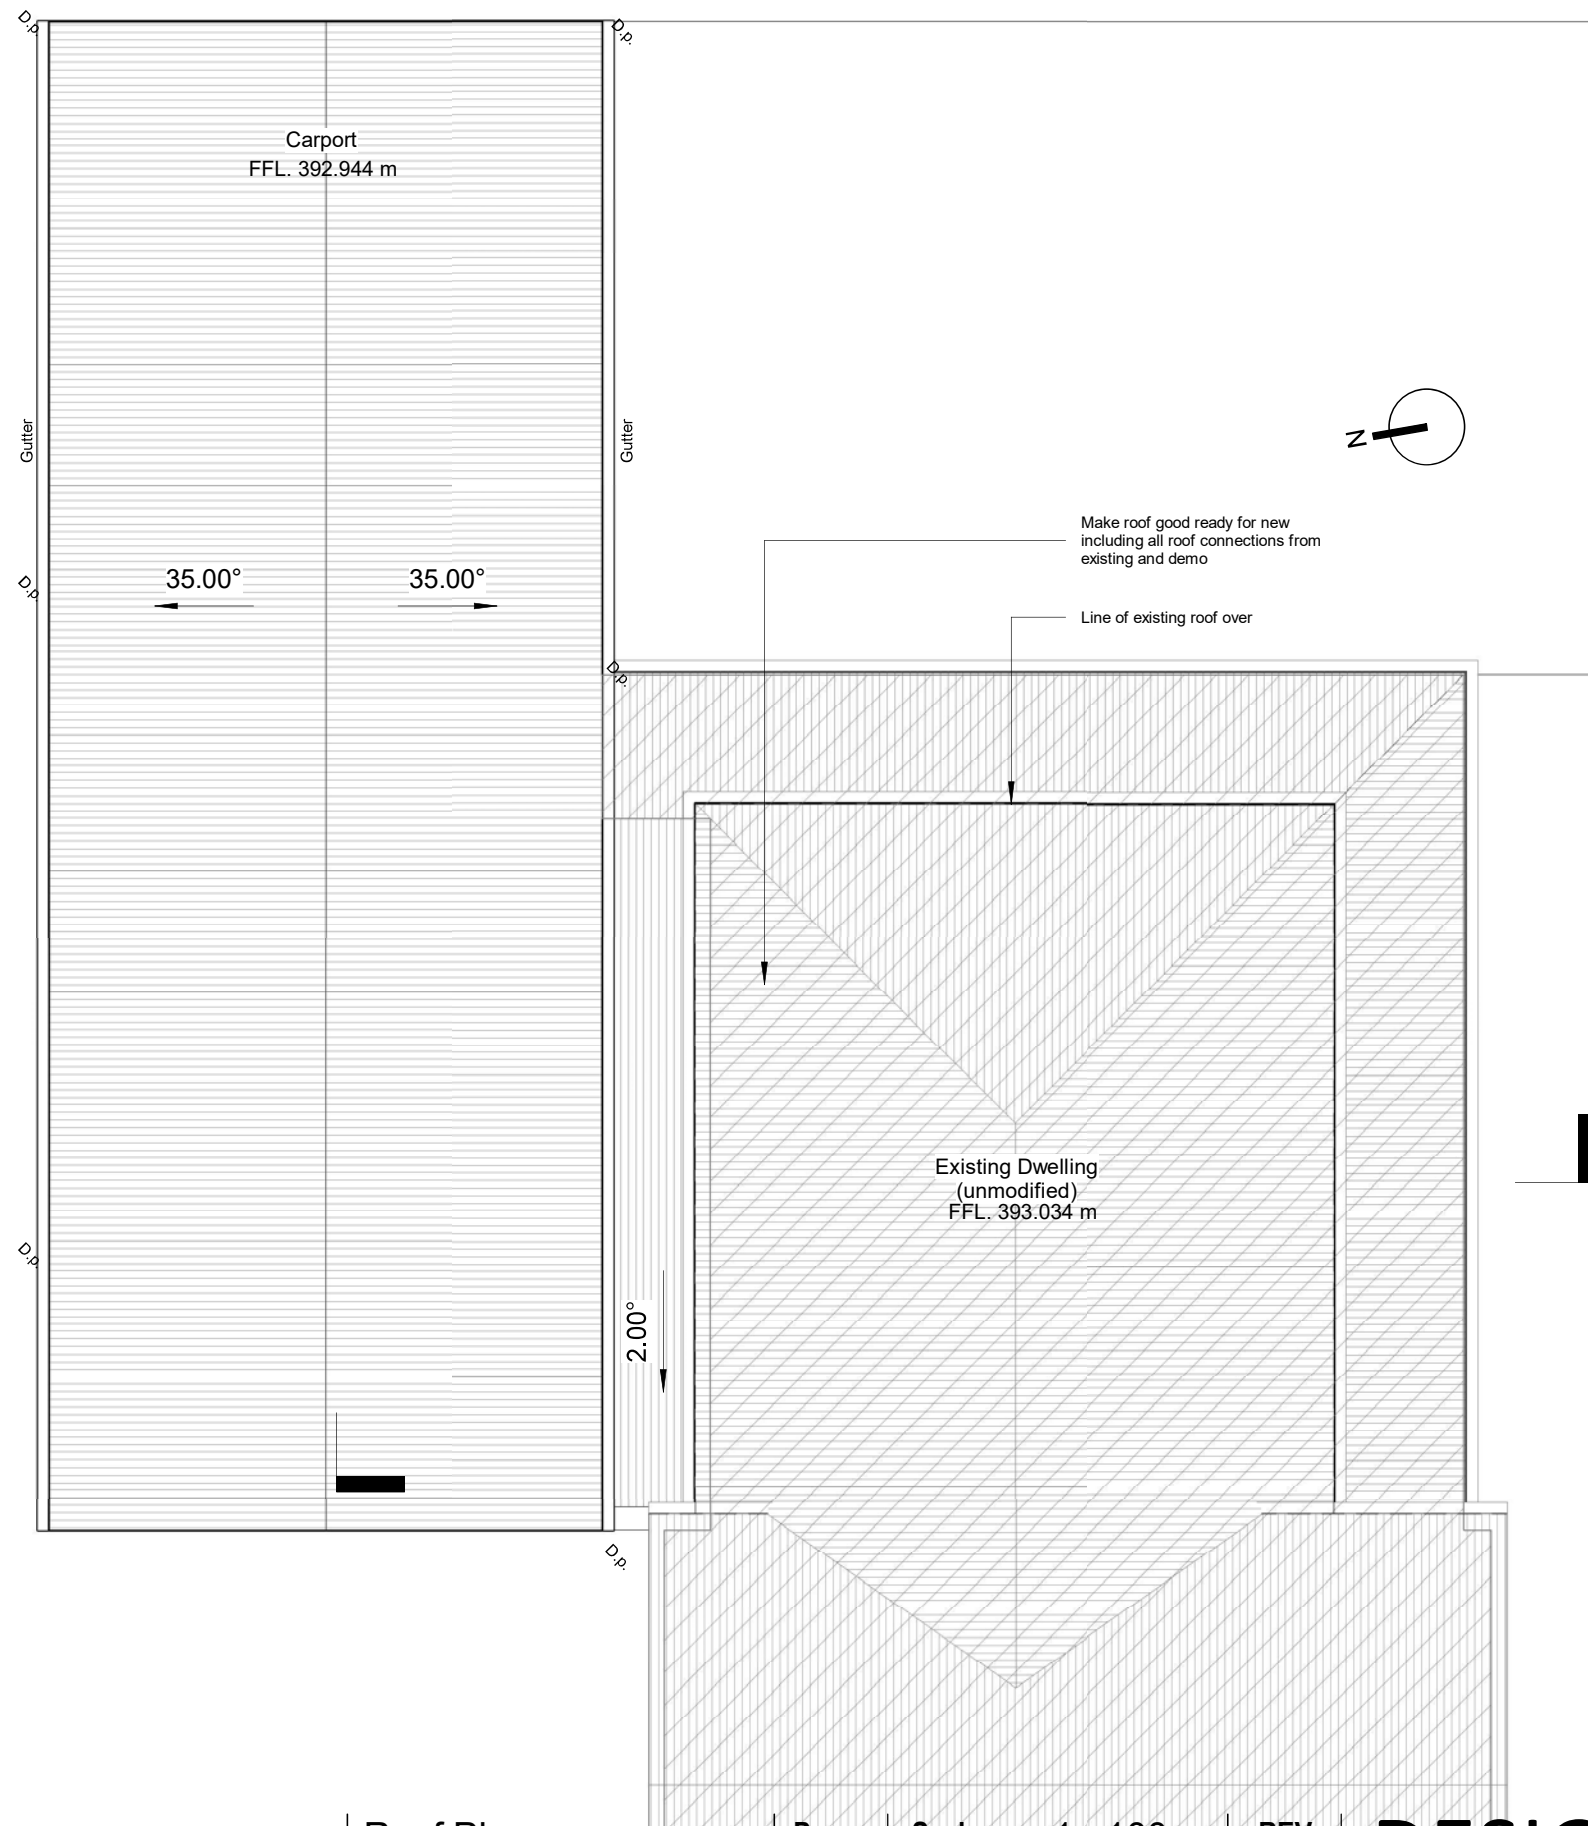 D.p.
D.p.
Carport
FFL. 392.944 m
Gutter
Gutter
N
Make roof good ready for new
including all roof connections from
existing and demo
35.00°
35.00°
D.p.
Line of existing roof over
D.p.
Existing Dwelling
(unmodified)
FFL. 393.034 m
D.p.
2.00°
D.p.